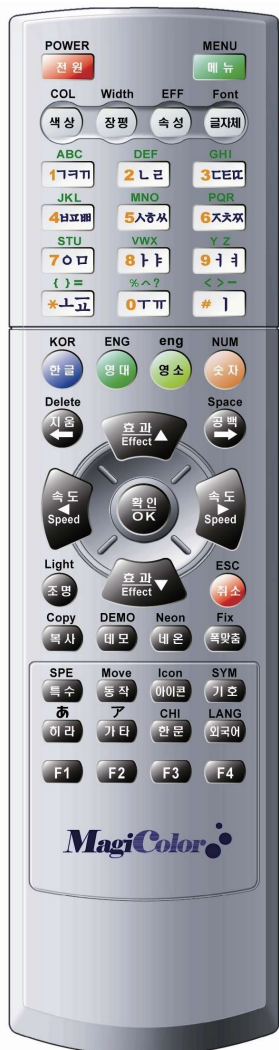 POWER MENU
전원 메뉴
COL Width EFF Font
색상 장평 속성 글자체
ABC DEF GHI
1ㄱㅋㄲ 2ㄴㄹ 3ㄷㅌㄸ
JKL MNO PQR
4ㅂㅍㅃ 5ㅅㅎㅆ 6ㅈㅊㅉ
STU VWX Y Z
7ㅇㅁ 8ㅏㅑ 9ㅓㅕ
{ } = % ^ ? < > -
*ㅗㅛ 0ㅜㅠ # ㅣ
KOR ENG eng NUM
한글 영대 영소 숫자
Delete Space
지움 효과 공백
Effect
속도 확인 속도
Speed OK Speed
Light 효과 ESC
조명 Effect 취소
Copy DEMO Neon Fix
복사 데모 네온 폭맞춤
SPE Move Icon SYM
특수 동작 아이콘 기호
あ ア CHI LANG
히라 가타 한문 외국어
F1 F2 F3 F4
MagiColor